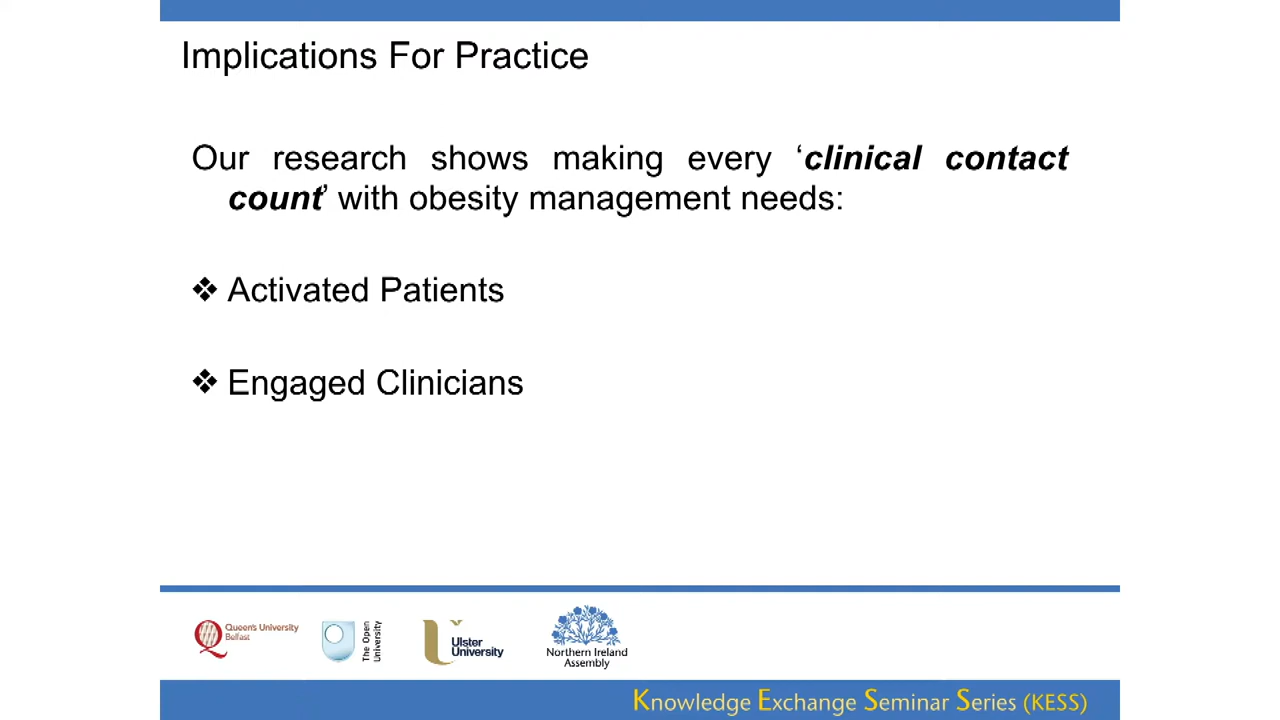 Implications For Practice
Our research shows making every ‘clinical contact
count’ with obesity management needs:
❖ Activated Patients
❖ Engaged Clinicians
Queen's University
Belfast
The Open
University
Ulster
University
Northern Ireland
Assembly
Knowledge Exchange Seminar Series (KESS)